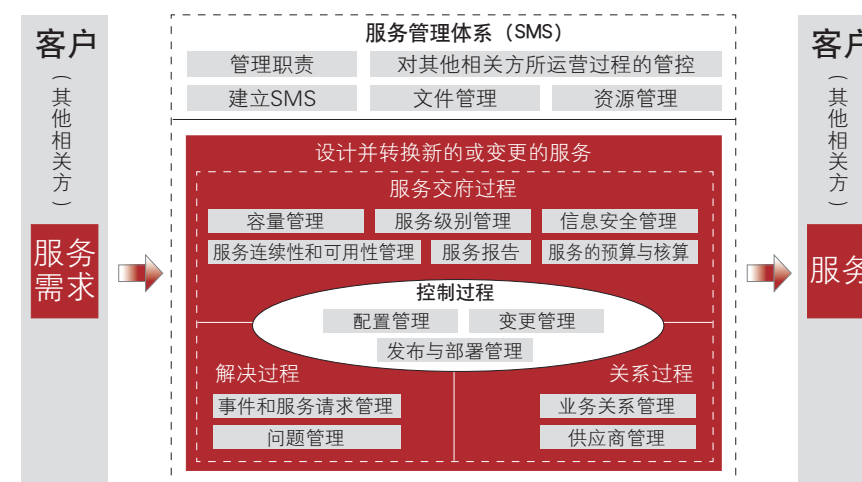 客户
（其他相关方）
服务
需求
服务管理体系（SMS）
管理职责 对其他相关方所运营过程的管控
建立SMS 文件管理 资源管理
设计并转换新的或变更的服务
服务交府过程
容量管理 服务级别管理 信息安全管理
服务连续性和可用性管理 服务报告 服务的预算与核算
控制过程
配置管理 变更管理
发布与部署管理
解决过程 关系过程
事件和服务请求管理 业务关系管理
问题管理 供应商管理
客户
（其他相关方）
服务